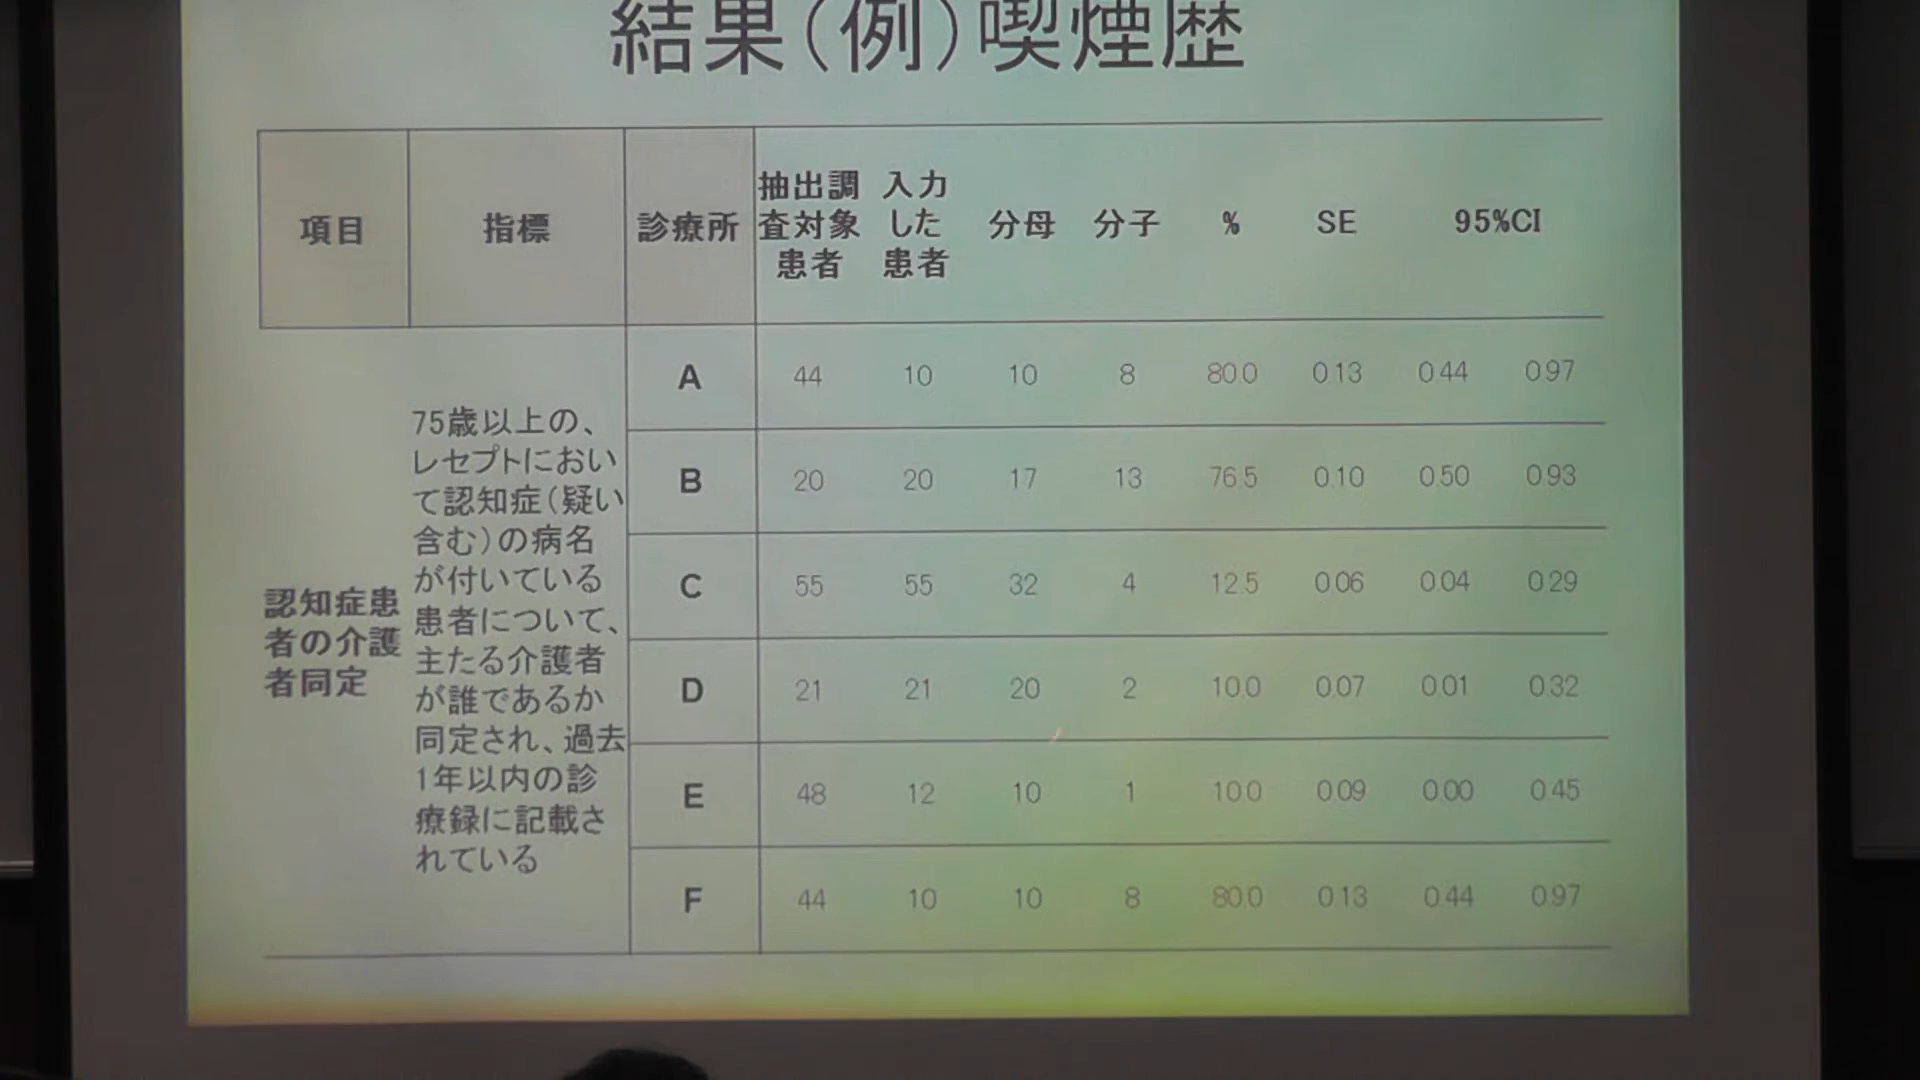 結果（例）喫煙歴
項目 指標 診療所 抽出調査対象患者 入力した患者 分母 分子 % SE 95%CI
認知症患
者の介護
者同定
75歳以上の、
レセプトにおい
て認知症（疑い
含む）の病名
が付いている
患者について、
主たる介護者
が誰であるか
同定され、過去
1年以内の診
療録に記載さ
れている
A 44 10 10 8 80.0 0.13 0.44 0.97
B 20 20 17 13 76.5 0.10 0.50 0.93
C 55 55 32 4 12.5 0.06 0.04 0.29
D 21 21 20 2 10.0 0.07 0.01 0.32
E 48 12 10 1 10.0 0.09 0.00 0.45
F 44 10 10 8 80.0 0.13 0.44 0.97